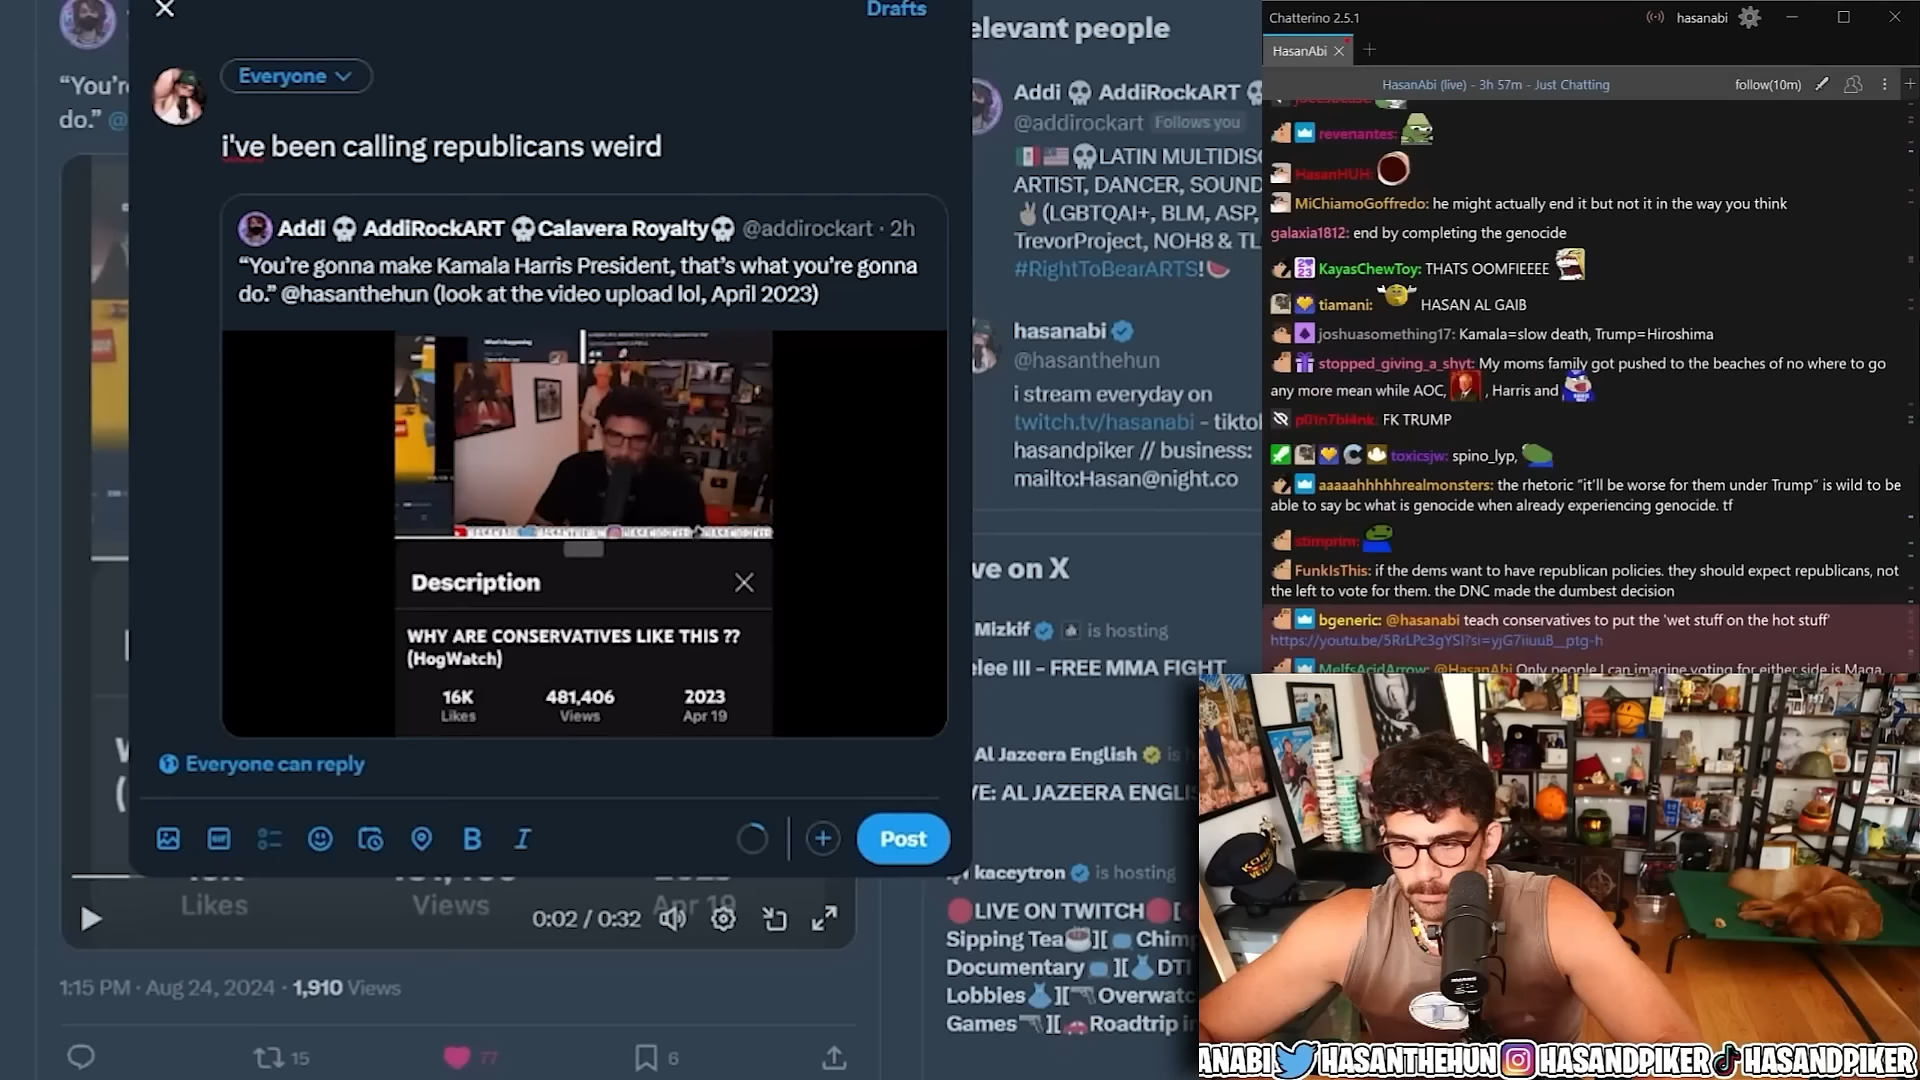 Drafts
Everyone
i've been calling republicans weird
Addi AddiRockART Calavera Royalty @addirockart · 2h
“You're gonna make Kamala Harris President, that's what you're gonna
do.” @hasanthehun (look at the video upload lol, April 2023)
Description
WHY ARE CONSERVATIVES LIKE THIS ??
(HogWatch)
16K
Likes
481,406
Views
2023
Apr 19
Everyone can reply
Post
“You're
do.” @
Likes
Views
Apr 19
0:02 / 0:32
1:15 PM · Aug 24, 2024 · 1,910 Views
15
77
6
elevant people
Addi AddiRockART
@addirockart Follows you
LATIN MULTIDISC
ARTIST, DANCER, SOUND
(LGBTQAI+, BLM, ASP,
TrevorProject, NOH8 & TL
#RightToBearARTS!
hasanabi
@hasanthehun
i stream everyday on
twitch.tv/hasanabi - tiktok
hasandpiker // business:
mailto:Hasan@night.co
ve on X
Mizkif is hosting
elee III – FREE MMA FIGHT
Al Jazeera English is h
VE: AL JAZEERA ENGLIS
kaceytron is hosting
LIVE ON TWITCH ][
Sipping Tea ][ Chimp
Documentary ][ DTI
Lobbies ][ Overwatc
Games ][ Roadtrip in
Chatterino 2.5.1
hasanabi
HasanAbi
HasanAbi (live) - 3h 57m - Just Chatting
follow(10m)
revenantes:
HasanHUH:
MiChiamoGoffredo: he might actually end it but not it in the way you think
galaxia1812: end by completing the genocide
KayasChewToy: THATS OOMFIEEEE
tiamani: HASAN AL GAIB
joshuasomething17: Kamala=slow death, Trump=Hiroshima
stopped_giving_a_shyt: My moms family got pushed to the beaches of no where to go
any more mean while AOC, , Harris and
p01n7bl4nk: FK TRUMP
toxicsjw: spino_lyp,
aaaaahhhhhrealmonsters: the rhetoric "it'll be worse for them under Trump" is wild to be
able to say bc what is genocide when already experiencing genocide. tf
stimprim:
FunkIsThis: if the dems want to have republican policies. they should expect republicans, not
the left to vote for them. the DNC made the dumbest decision
bgeneric: @hasanabi teach conservatives to put the 'wet stuff on the hot stuff'
https://youtu.be/5RrLPc3gYSI?si=yjG7iiuuB__ptg-h
MelfsAcidArrow: @HasanAbi Only people I can imagine voting for either side is Maga,
KOREA
VETERAN
ANABI HASANTHEHUN HASANDPIKER HASANDPIKER